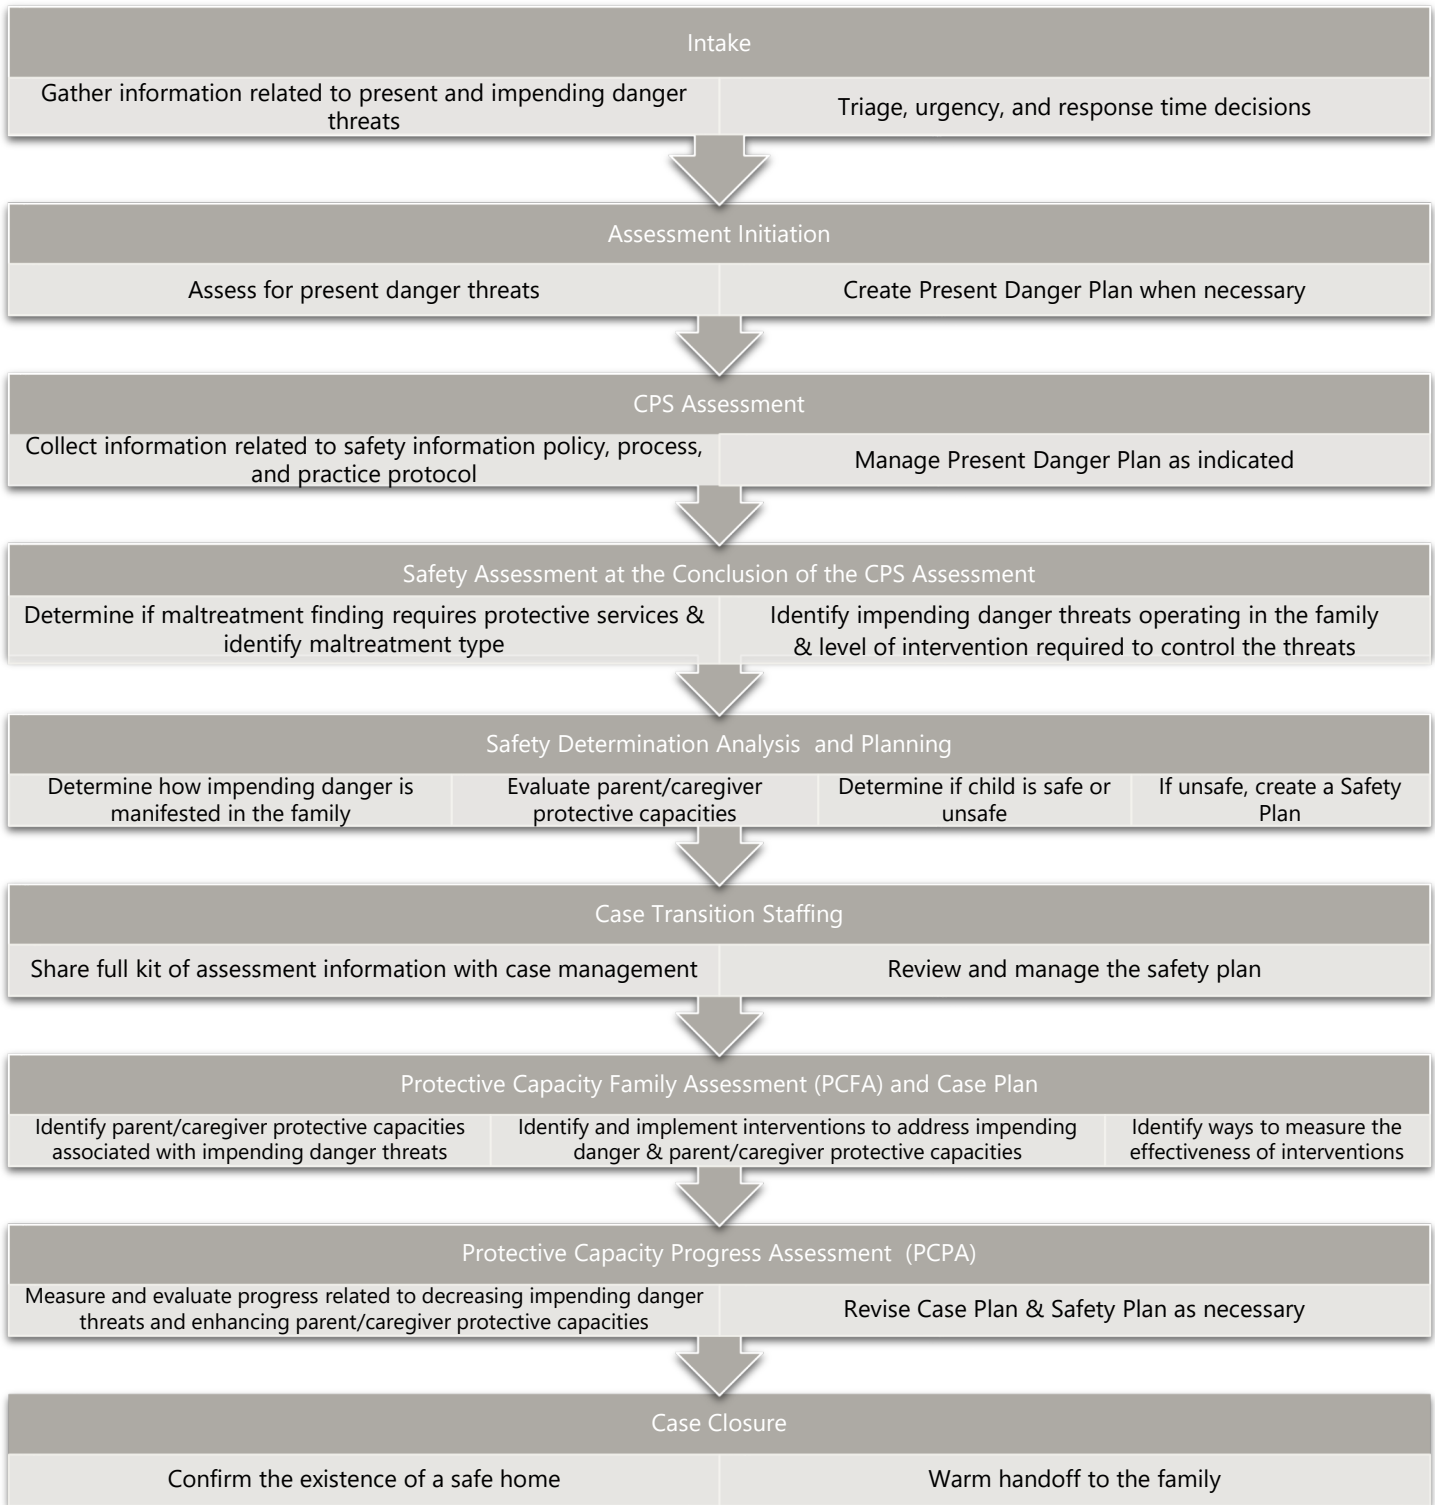 Intake
Gather information related to present and impending danger
threats
Triage, urgency, and response time decisions
Assessment Initiation
Assess for present danger threats
Create Present Danger Plan when necessary
CPS Assessment
Collect information related to safety information policy, process,
and practice protocol
Manage Present Danger Plan as indicated
Safety Assessment at the Conclusion of the CPS Assessment
Determine if maltreatment finding requires protective services &
identify maltreatment type
Identify impending danger threats operating in the family
& level of intervention required to control the threats
Safety Determination Analysis and Planning
Determine how impending danger is
manifested in the family
Evaluate parent/caregiver
protective capacities
Determine if child is safe or
unsafe
If unsafe, create a Safety
Plan
Case Transition Staffing
Share full kit of assessment information with case management
Review and manage the safety plan
Protective Capacity Family Assessment (PCFA) and Case Plan
Identify parent/caregiver protective capacities
associated with impending danger threats
Identify and implement interventions to address impending
danger & parent/caregiver protective capacities
Identify ways to measure the
effectiveness of interventions
Protective Capacity Progress Assessment (PCPA)
Measure and evaluate progress related to decreasing impending danger
threats and enhancing parent/caregiver protective capacities
Revise Case Plan & Safety Plan as necessary
Case Closure
Confirm the existence of a safe home
Warm handoff to the family